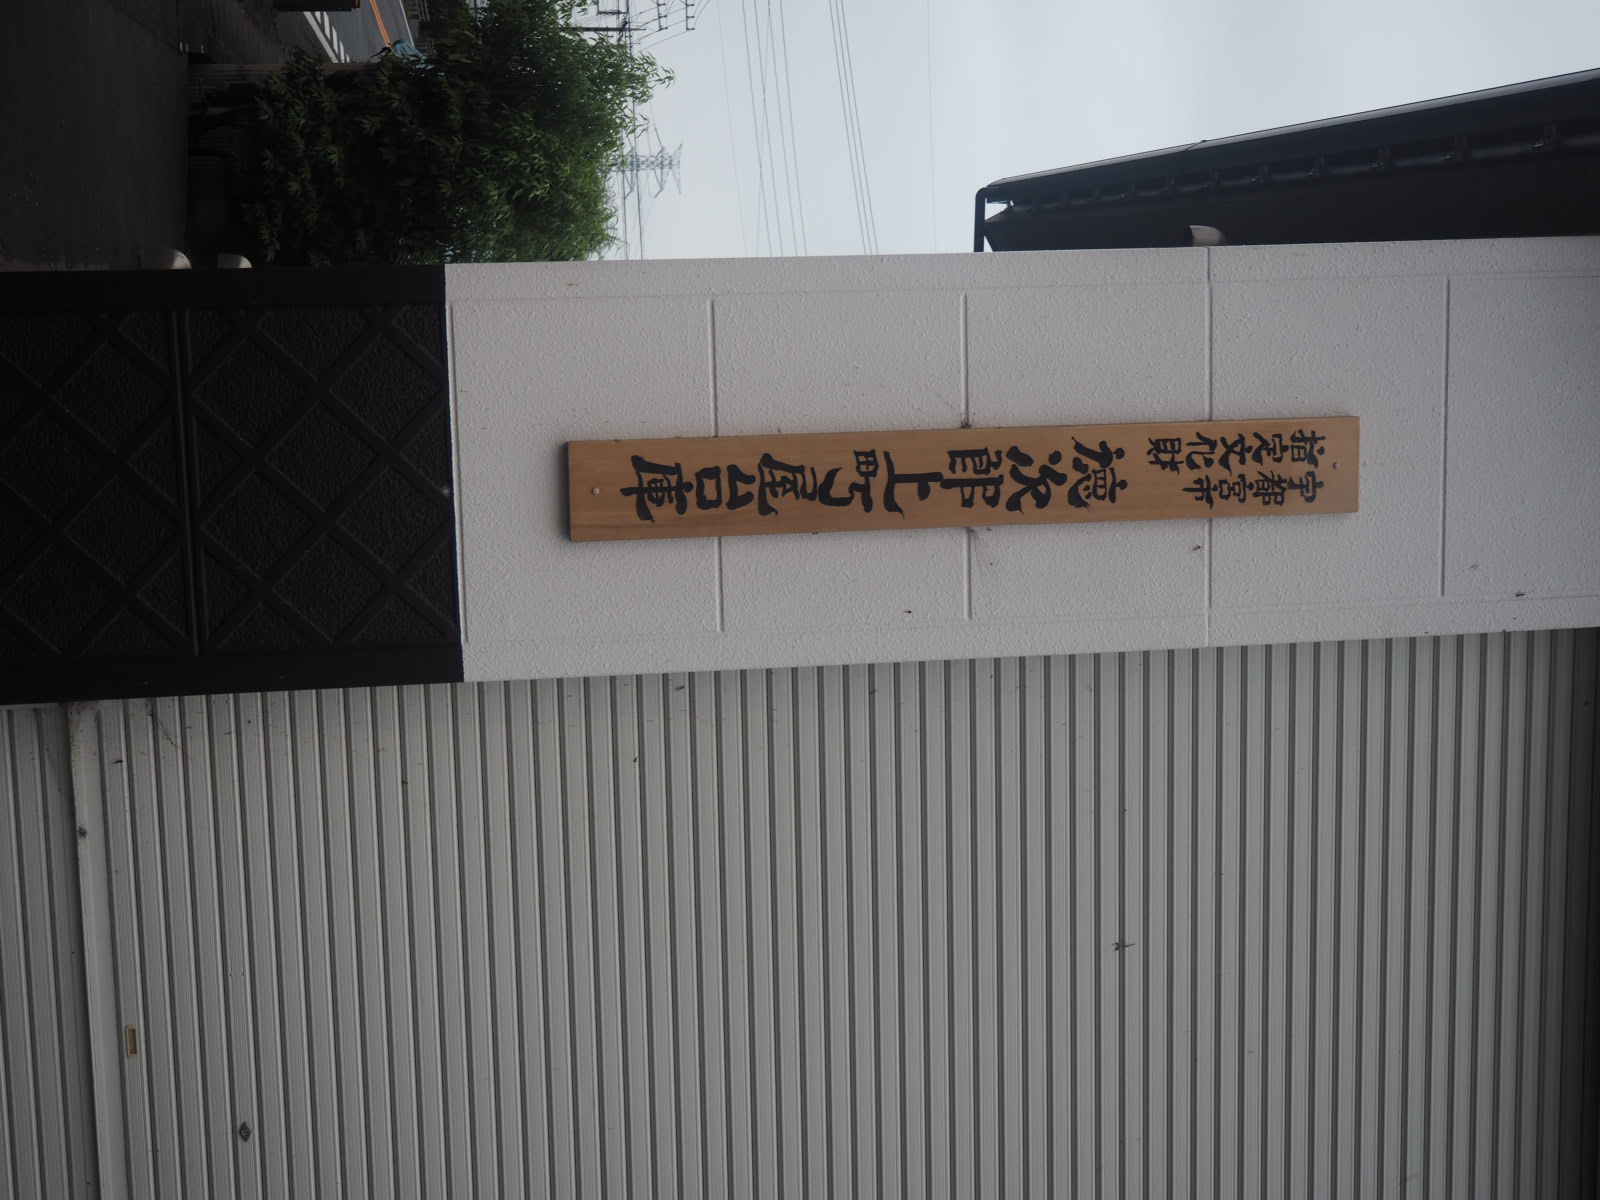 宇都宮市
指定文化財
徳次郎上町屋台庫